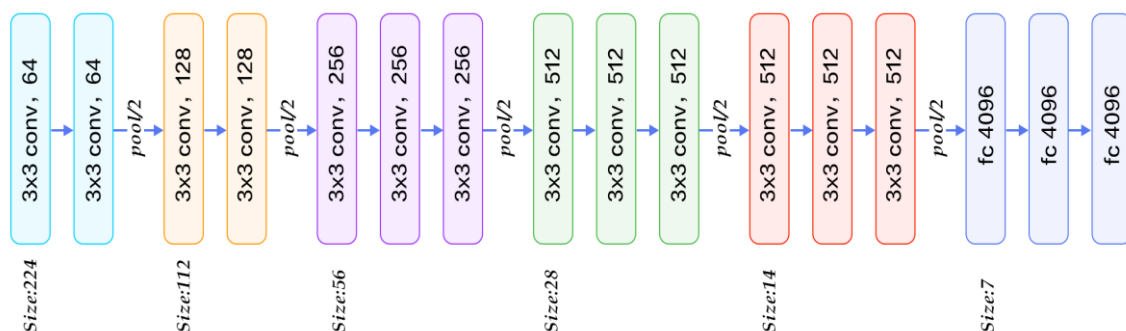 3x3 conv, 64
3x3 conv, 64
pool/2
3x3 conv, 128
3x3 conv, 128
pool/2
3x3 conv, 256
3x3 conv, 256
3x3 conv, 256
pool/2
3x3 conv, 512
3x3 conv, 512
3x3 conv, 512
pool/2
3x3 conv, 512
3x3 conv, 512
3x3 conv, 512
pool/2
fc 4096
fc 4096
fc 4096
Size:224
Size:112
Size:56
Size:28
Size:14
Size:7